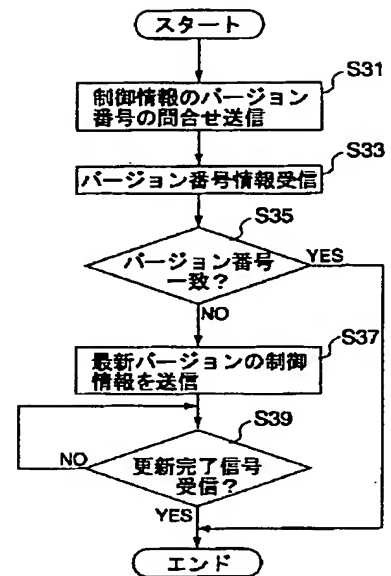 スタート
S31
制御情報のバージョン
番号の問合せ送信
S33
バージョン番号情報受信
S35
バージョン番号
一致？
YES
NO
S37
最新バージョンの制御
情報を送信
S39
更新完了信号
受信？
NO
YES
エンド